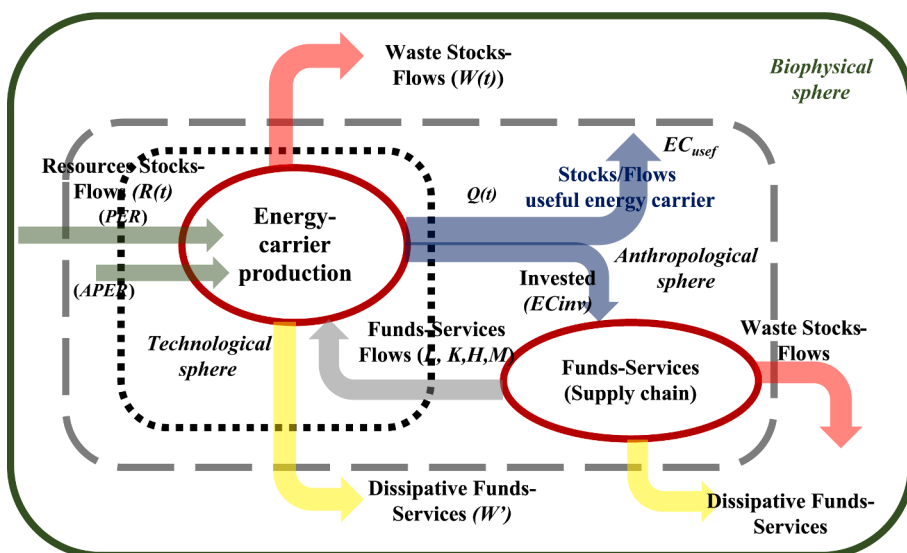 Waste Stocks-
Flows (W(t))
Biophysical
sphere
Resources Stocks-
Flows (R(t)
(PER)
(APER)
Energy-
carrier
production
Q(t)
EC_usef
Stocks/Flows
useful energy carrier
Anthropological
sphere
Invested
(ECinv)
Technological
sphere
Funds-Services
Flows (L, K,H,M)
Waste Stocks-
Flows
Funds-Services
(Supply chain)
Dissipative Funds-
Services (W')
Dissipative Funds-
Services